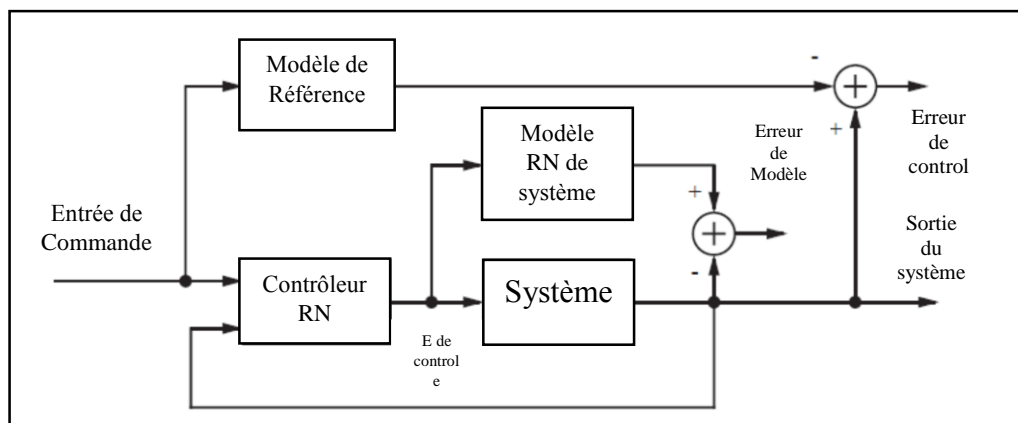 Modèle de
Référence
-
+
Erreur
de
control
Modèle
RN de
système
Erreur
de
Modèle
+
-
Entrée de
Commande
Contrôleur
RN
E de
control
e
Système
Sortie
du
système